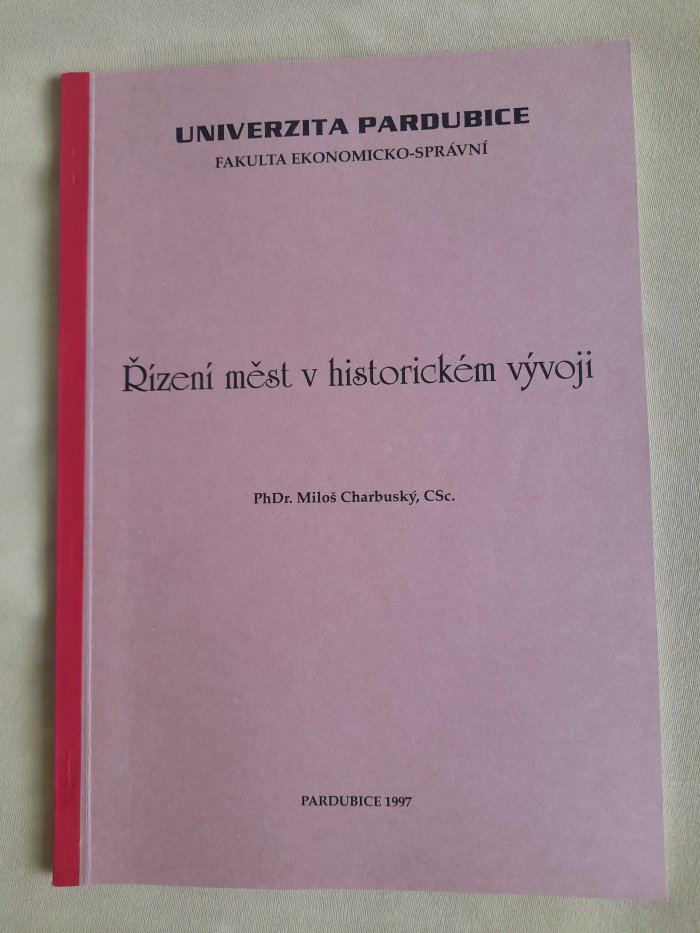 UNIVERZITA PARDUBICE
FAKULTA EKONOMICKO-SPRÁVNÍ
Řízení měst v historickém vývoji
PhDr. Miloš Charbuský, CSc.
PARDUBICE 1997